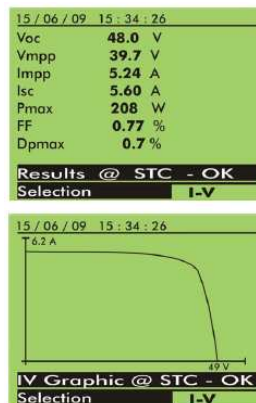 15/06/09 15:34:26
Voc 48.0 V
Vmpp 39.7 V
Impp 5.24 A
Isc 5.60 A
Pmax 208 W
FF 0.77 %
Dpmax 0.7 %
Results @ STC - OK
Selection I-V
15/06/09 15:34:26
6.2 A
49 V
IV Graphic @ STC - OK
Selection I-V